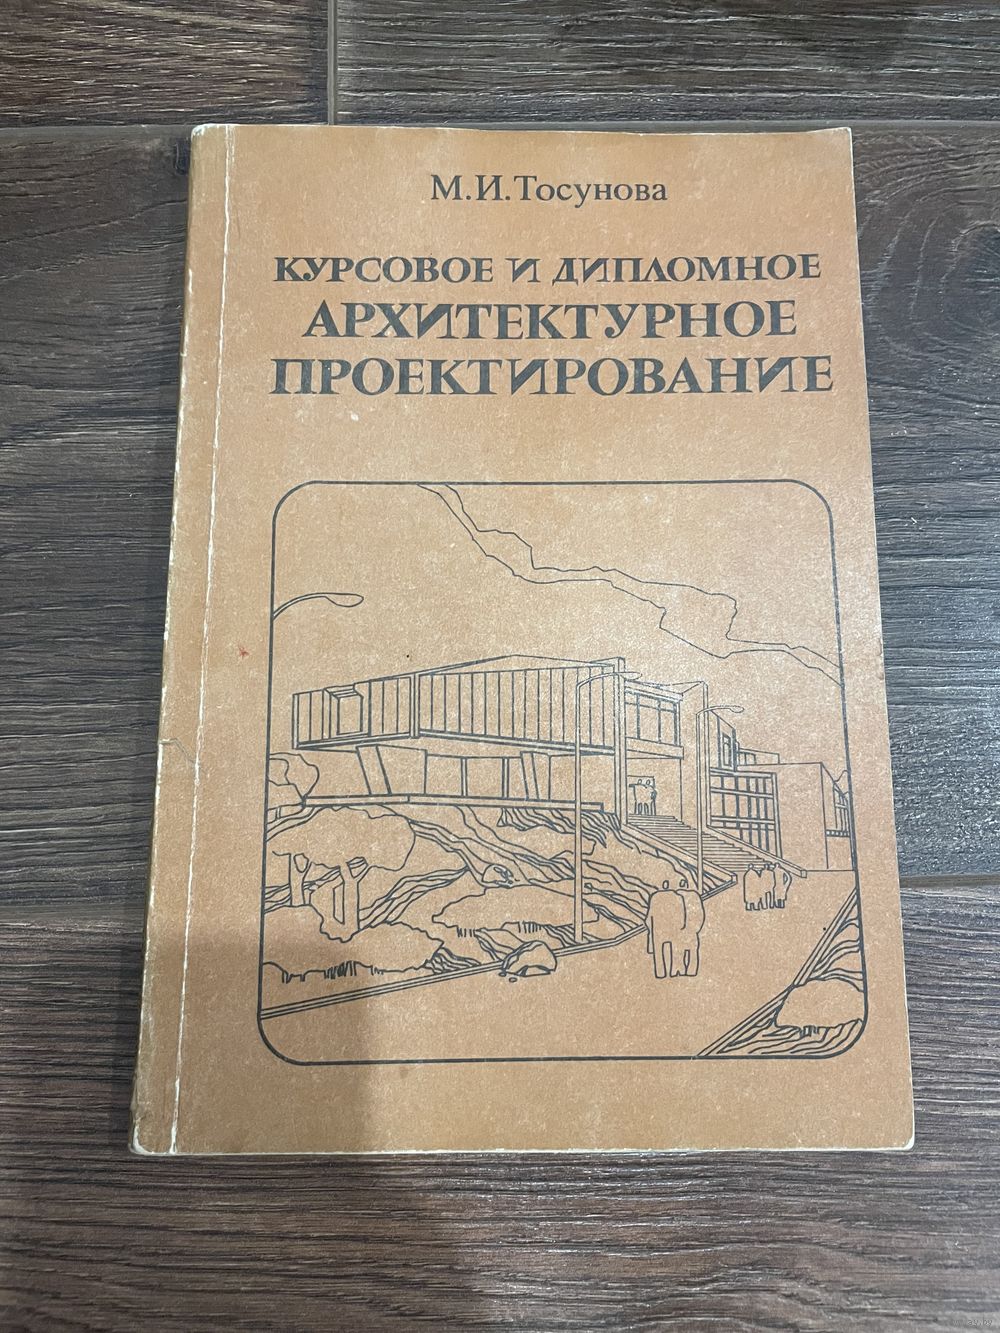 М.И.Тосунова
КУРСОВОЕ И ДИПЛОМНОЕ
АРХИТЕКТУРНОЕ
ПРОЕКТИРОВАНИЕ